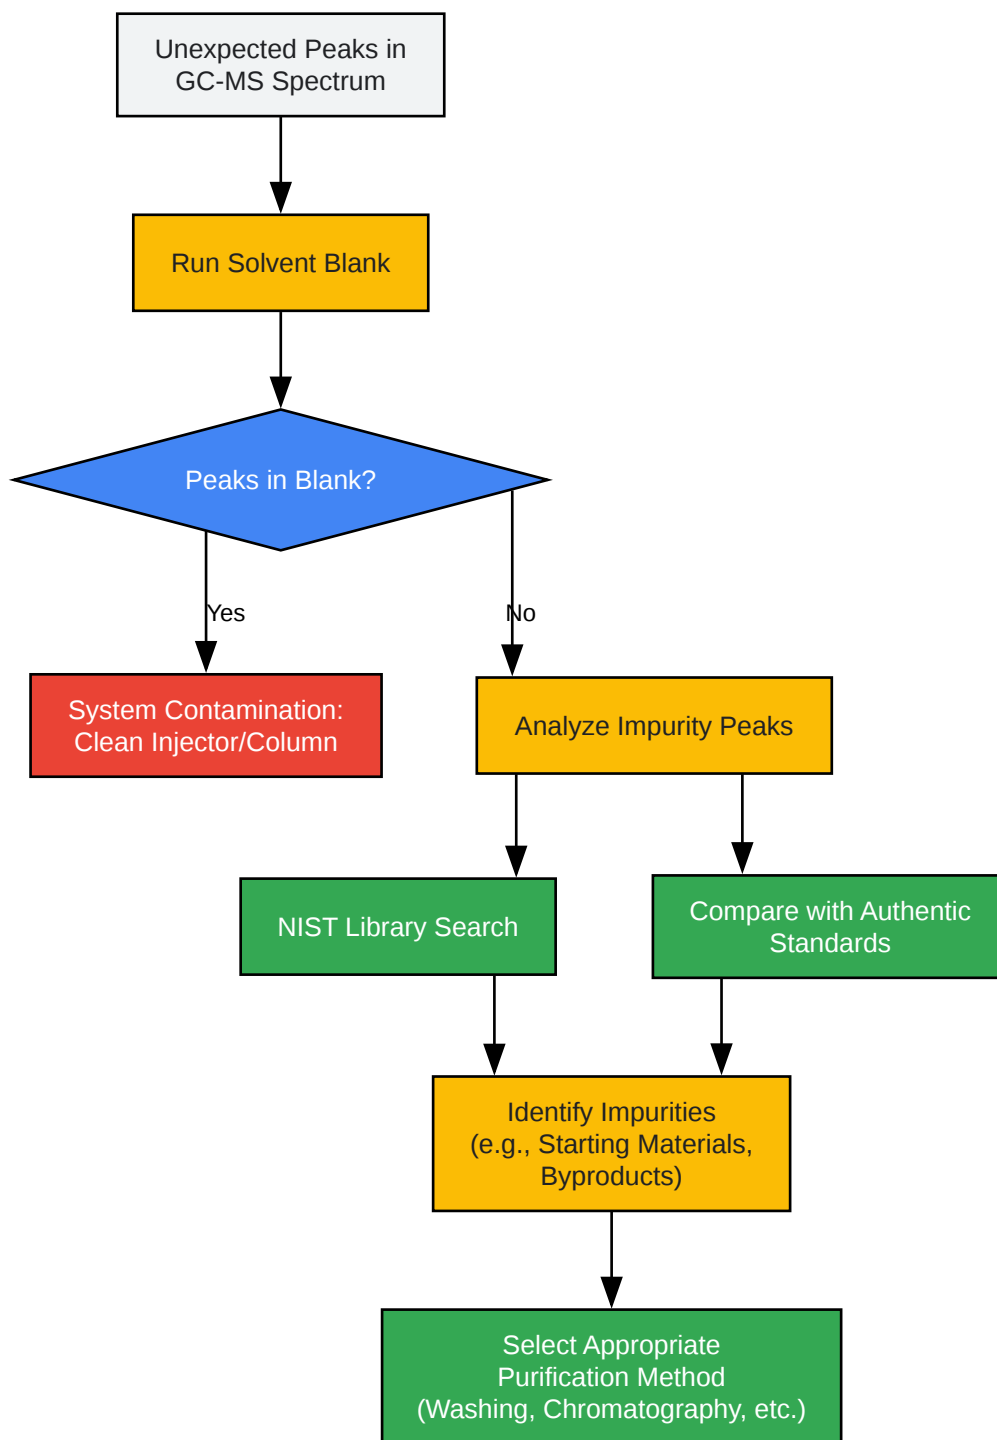 Unexpected Peaks in
GC-MS Spectrum
Run Solvent Blank
Peaks in Blank?
Yes
No
System Contamination:
Clean Injector/Column
Analyze Impurity Peaks
NIST Library Search
Compare with Authentic
Standards
Identify Impurities
(e.g., Starting Materials,
Byproducts)
Select Appropriate
Purification Method
(Washing, Chromatography, etc.)